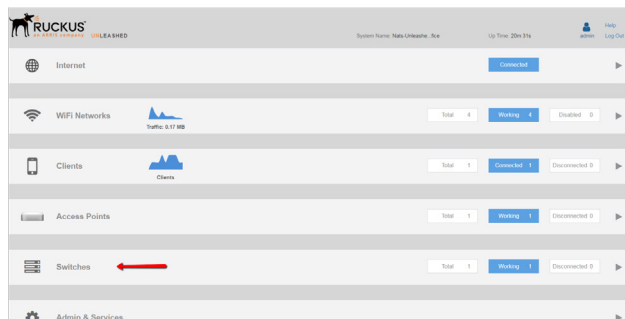 RUCKUS
an ARRIS company UNLEASHED
System Name: Nats-Unleashe...fice
Up Time: 20m 31s
admin
Help
Log Out
Internet
Connected
WiFi Networks
Traffic: 0.17 MB
Total 4
Working 4
Disabled 0
Clients
Clients
Total 1
Connected 1
Disconnected 0
Access Points
Total 1
Working 1
Disconnected 0
Switches
Total 1
Working 1
Disconnected 0
Admin & Services